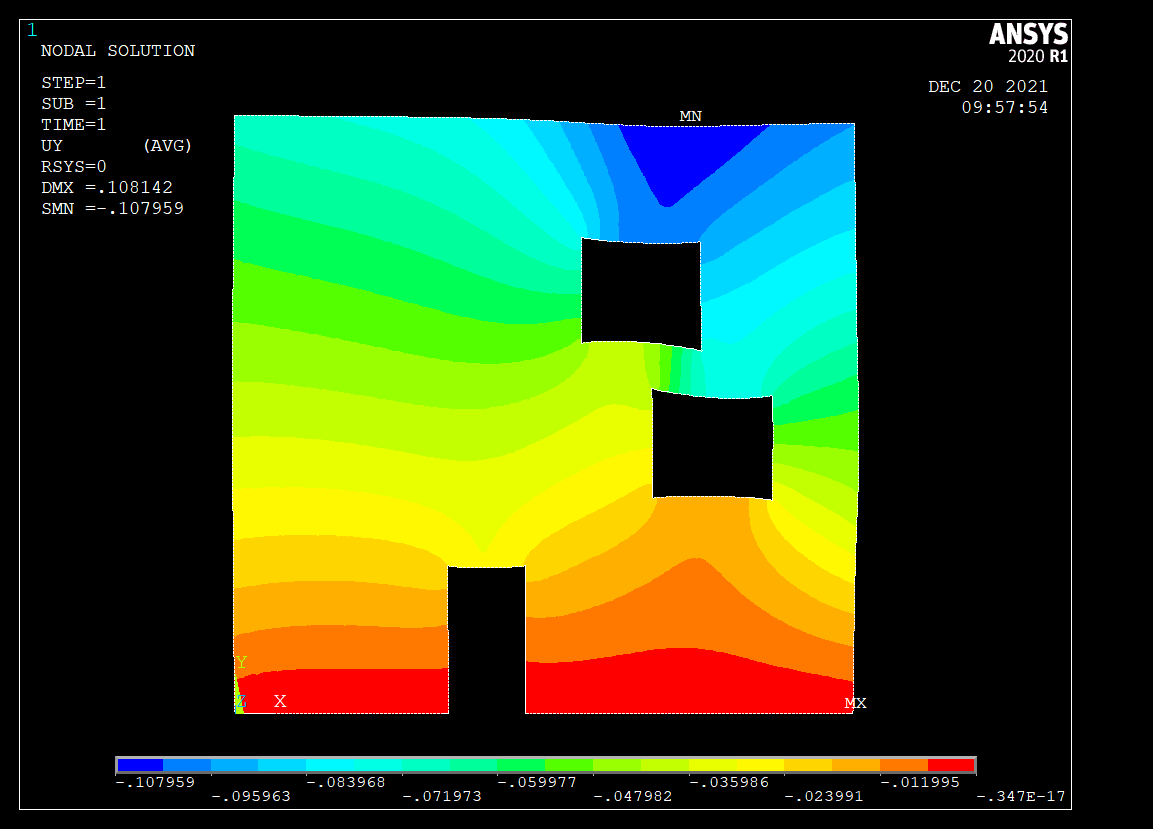 1
NODAL SOLUTION
STEP=1
SUB =1
TIME=1
UY (AVG)
RSYS=0
DMX =.108142
SMN =-.107959
ANSYS
2020 R1
DEC 20 2021
09:57:54
MN
Y
Z X
MX
-.107959 -.083968 -.059977 -.035986 -.011995
-.095963 -.071973 -.047982 -.023991 -.347E-17